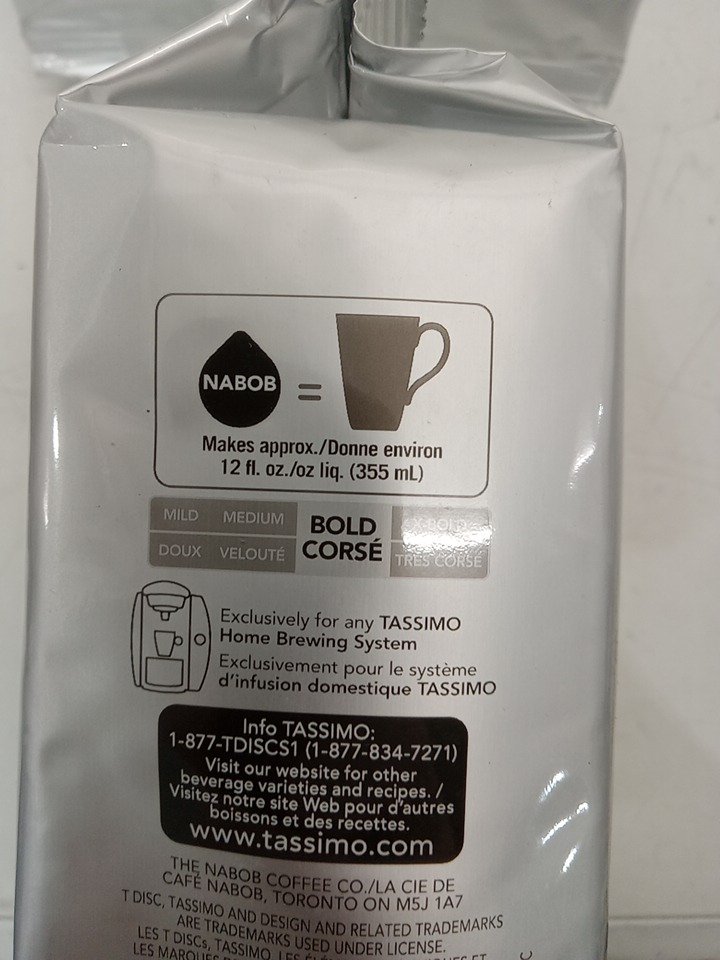 NABOB
Makes approx./Donne environ
12 fl. oz./oz liq. (355 mL)
MILD MEDIUM BOLD EX-BOLD
DOUX VELOUTÉ CORSÉ TRÈS CORSÉ
Exclusively for any TASSIMO
Home Brewing System
Exclusivement pour le système
d'infusion domestique TASSIMO
Info TASSIMO:
1-877-TDISCS1 (1-877-834-7271)
Visit our website for other
beverage varieties and recipes. /
Visitez notre site Web pour d'autres
boissons et des recettes.
www.tassimo.com
THE NABOB COFFEE CO./LA CIE DE
CAFÉ NABOB, TORONTO ON M5J 1A7
T DISC, TASSIMO AND DESIGN AND RELATED TRADEMARKS
ARE TRADEMARKS USED UNDER LICENSE.
LES T DISCs, TASSIMO, LES
LES